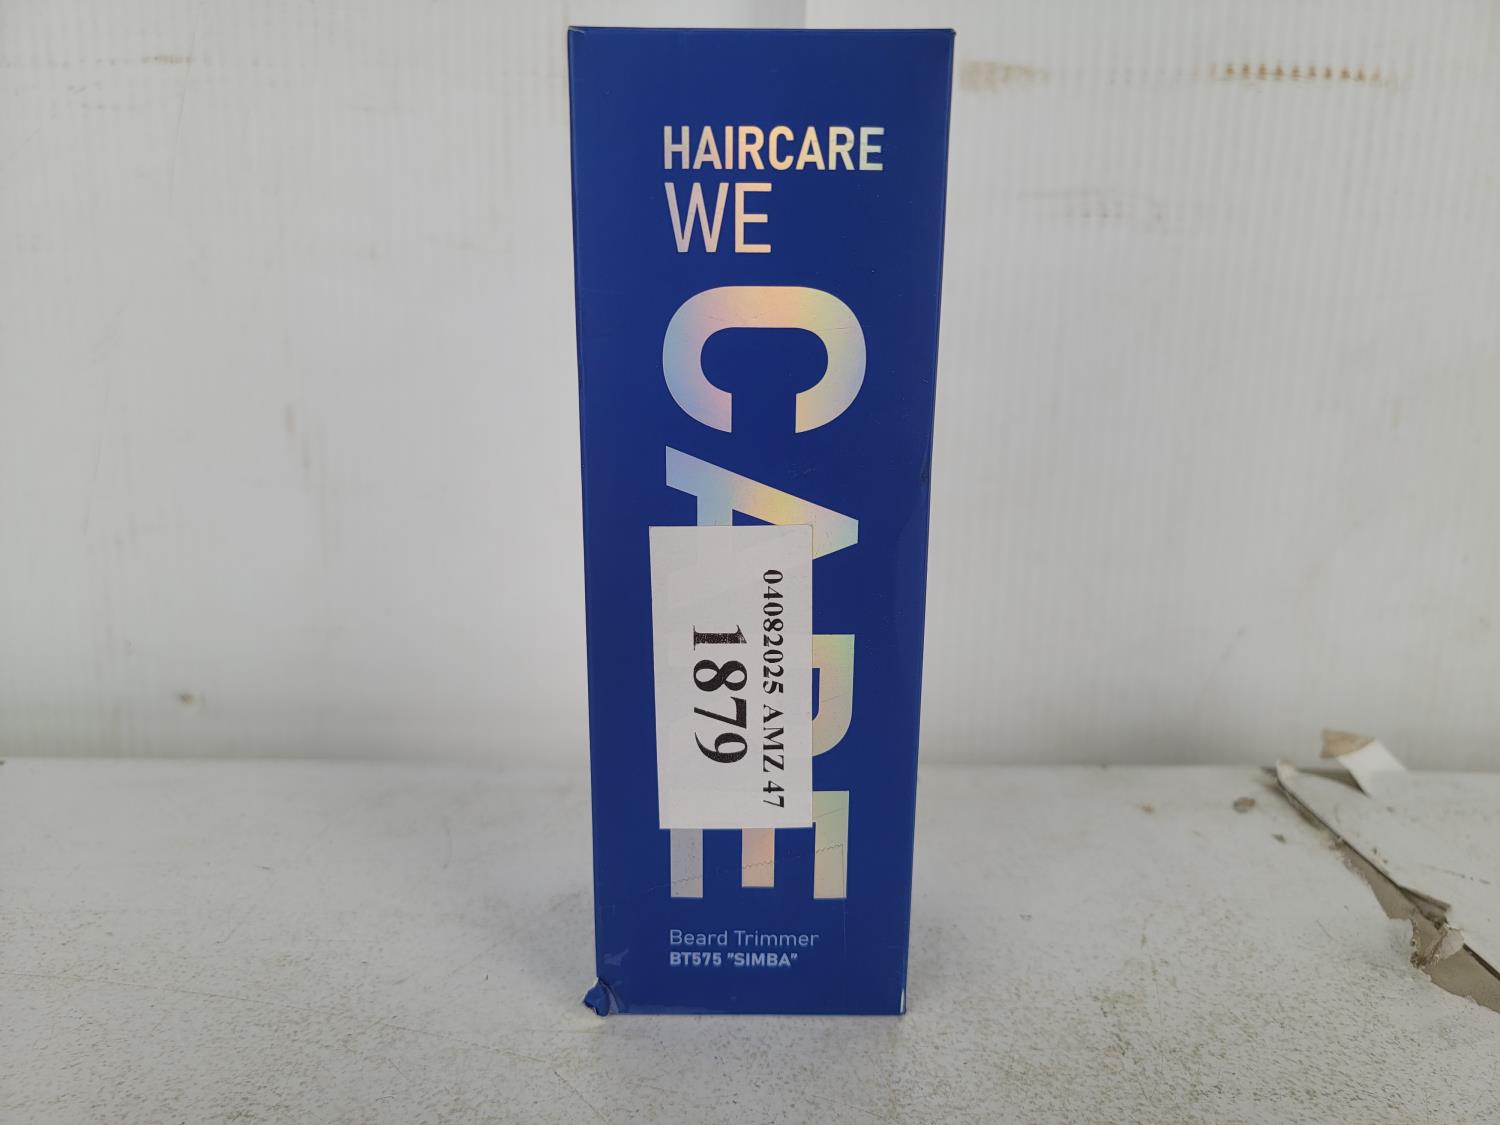 HAIRCARE
WE
CARE
04082025 AMZ 47
1879
Beard Trimmer
BT575 "SIMBA"